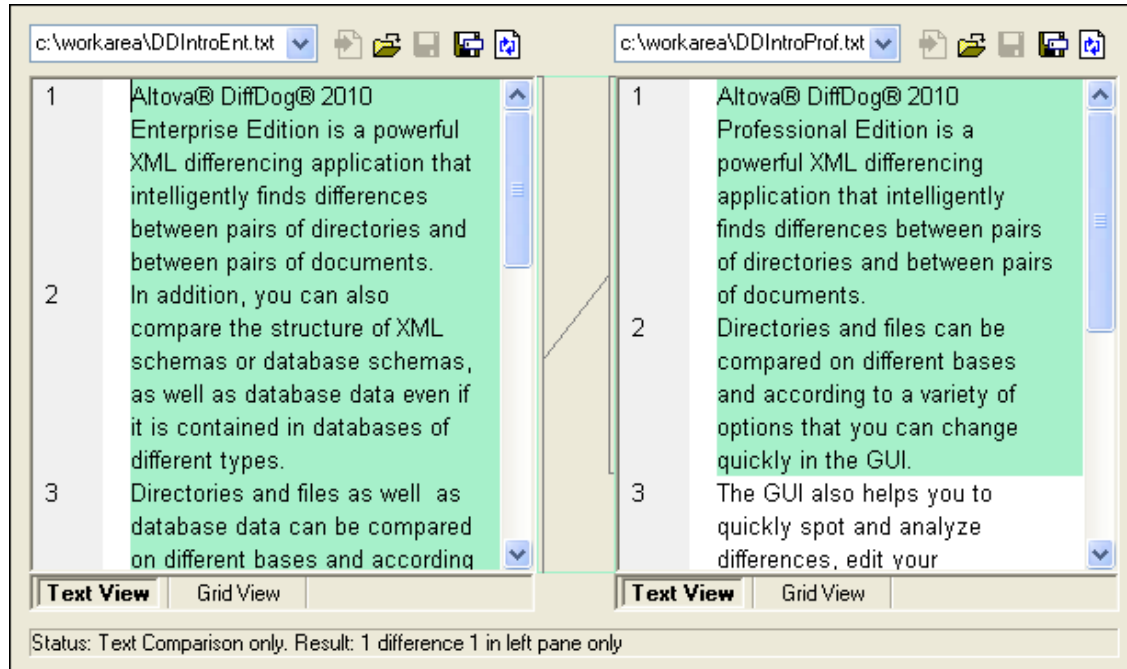 c:\workarea\DDIntroEnt.txt
1 Altova® DiffDog® 2010
Enterprise Edition is a powerful
XML differencing application that
intelligently finds differences
between pairs of directories and
between pairs of documents.
2 In addition, you can also
compare the structure of XML
schemas or database schemas,
as well as database data even if
it is contained in databases of
different types.
3 Directories and files as well  as
database data can be compared
on different bases and according
Text View Grid View
c:\workarea\DDIntroProf.txt
1 Altova® DiffDog® 2010
Professional Edition is a
powerful XML differencing
application that intelligently
finds differences between pairs
of directories and between pairs
of documents.
2 Directories and files can be
compared on different bases
and according to a variety of
options that you can change
quickly in the GUI.
3 The GUI also helps you to
quickly spot and analyze
differences, edit your
Text View Grid View
Status: Text Comparison only. Result: 1 difference 1 in left pane only